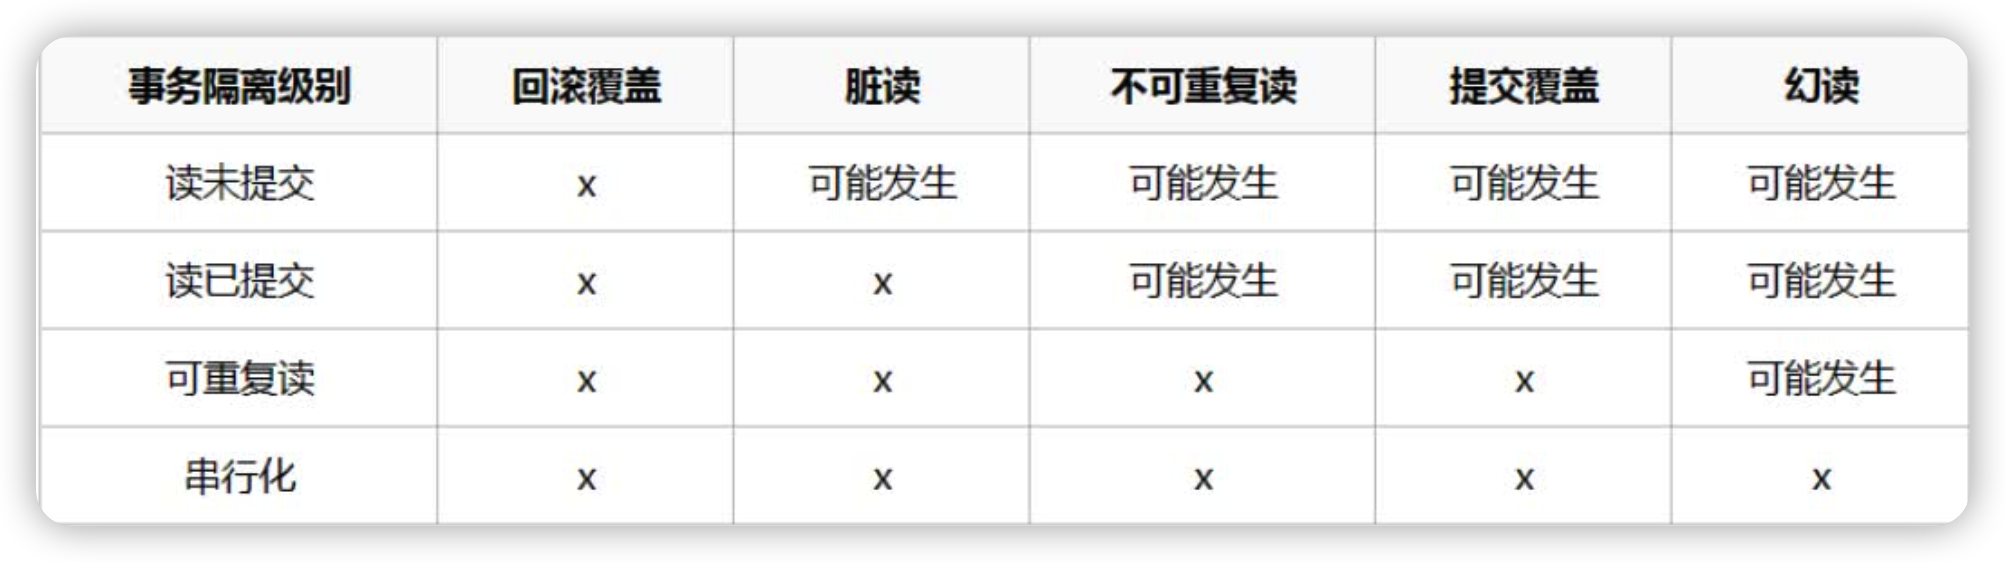 事务隔离级别 回滚覆盖 脏读 不可重复读 提交覆盖 幻读
读未提交 x 可能发生 可能发生 可能发生 可能发生
读已提交 x x 可能发生 可能发生 可能发生
可重复读 x x x x 可能发生
串行化 x x x x x